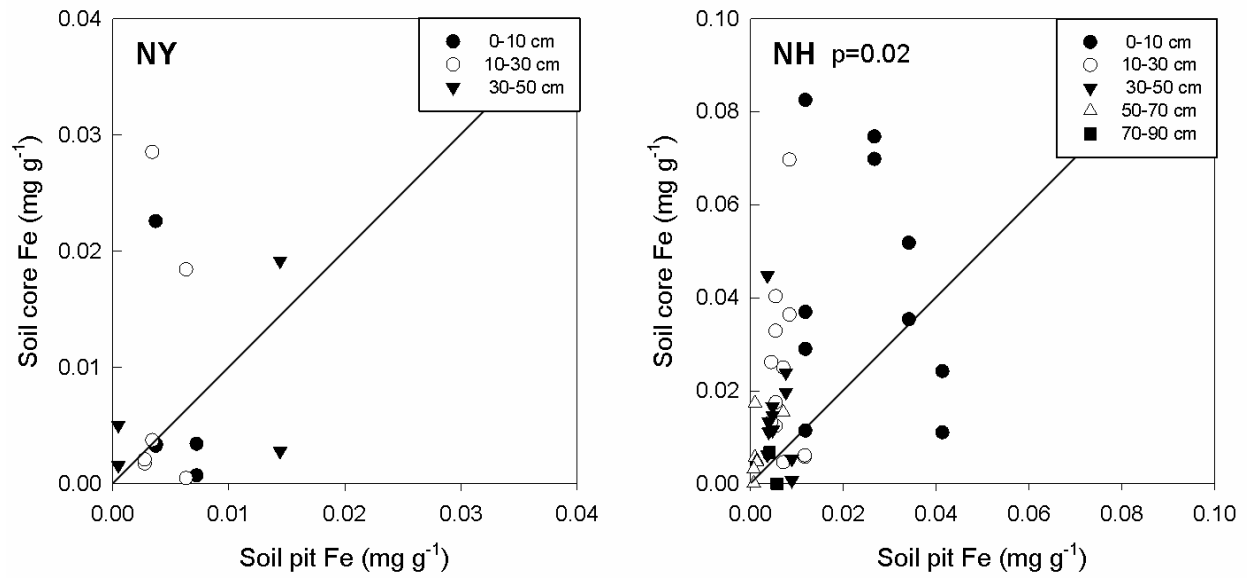 NY
0-10 cm
10-30 cm
30-50 cm
0.04
0.03
0.02
0.01
0.00
Soil core Fe (mg g⁻¹)
0.00 0.01 0.02 0.03 0.04
Soil pit Fe (mg g⁻¹)
NH p=0.02
0-10 cm
10-30 cm
30-50 cm
50-70 cm
70-90 cm
0.10
0.08
0.06
0.04
0.02
0.00
Soil core Fe (mg g⁻¹)
0.00 0.02 0.04 0.06 0.08 0.10
Soil pit Fe (mg g⁻¹)